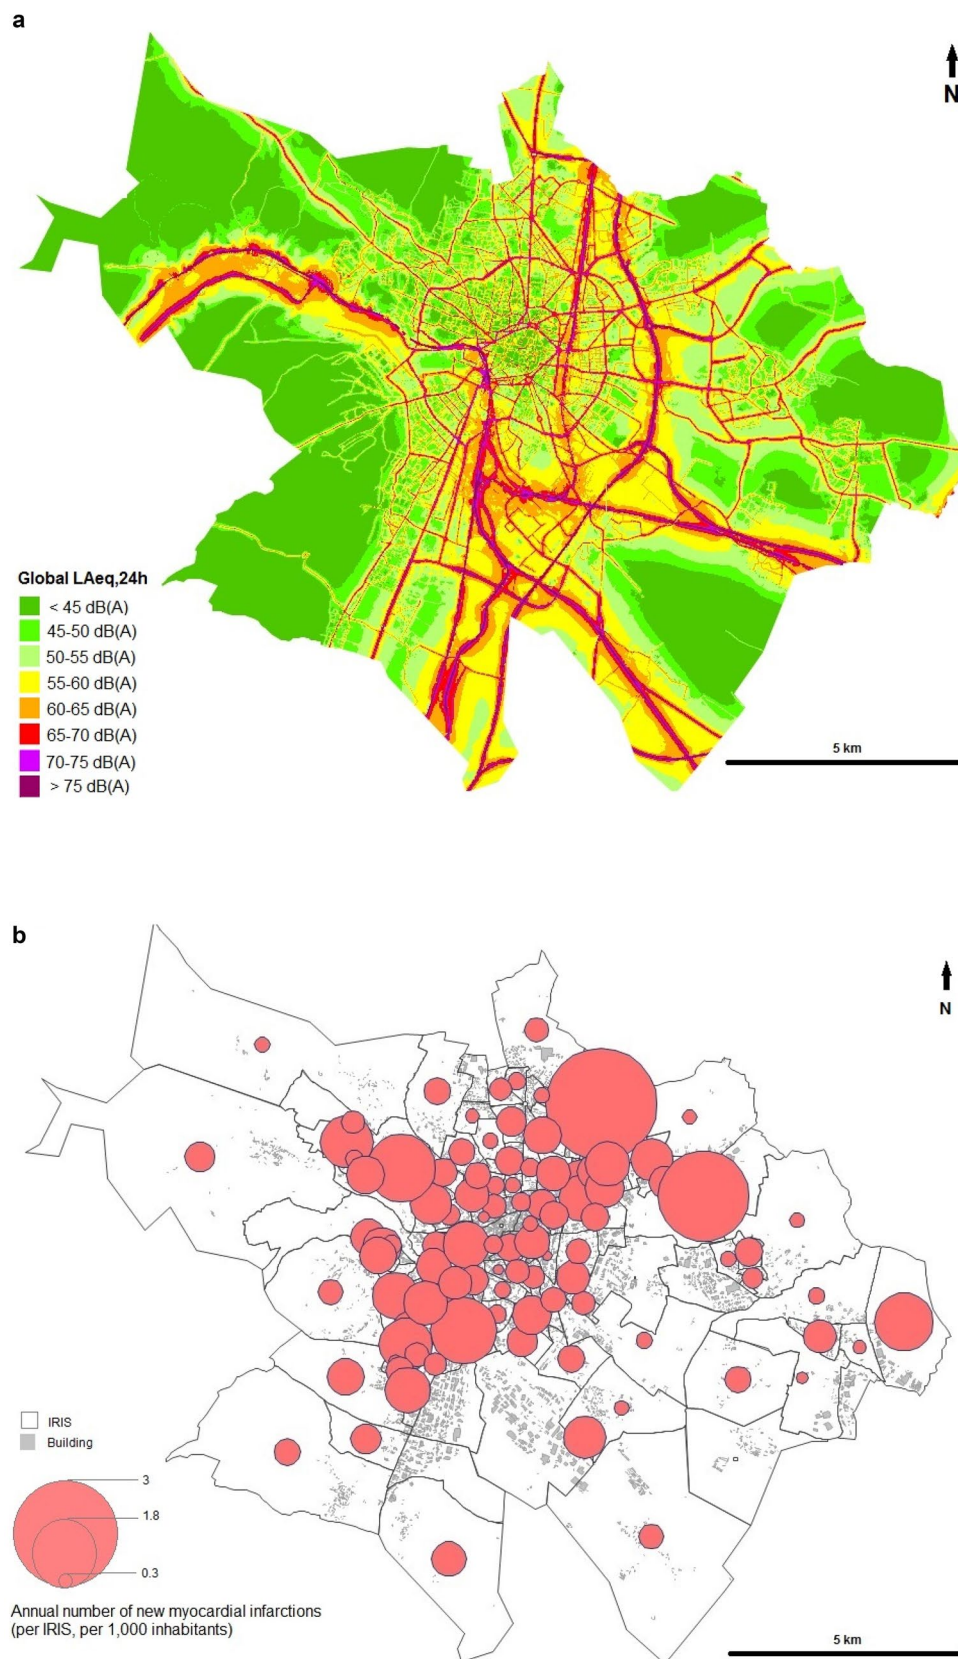 a
N
Global LAeq,24h
< 45 dB(A)
45-50 dB(A)
50-55 dB(A)
55-60 dB(A)
60-65 dB(A)
65-70 dB(A)
70-75 dB(A)
> 75 dB(A)
5 km
b
N
IRIS
Building
3
1.8
0.3
Annual number of new myocardial infarctions
(per IRIS, per 1,000 inhabitants)
5 km